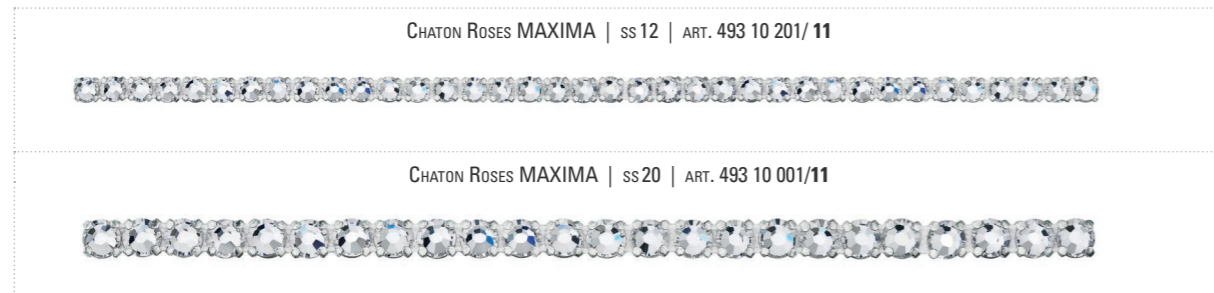 Chaton Roses MAXIMA | ss 12 | art. 493 10 201/ 11
Chaton Roses MAXIMA | ss 20 | art. 493 10 001/11